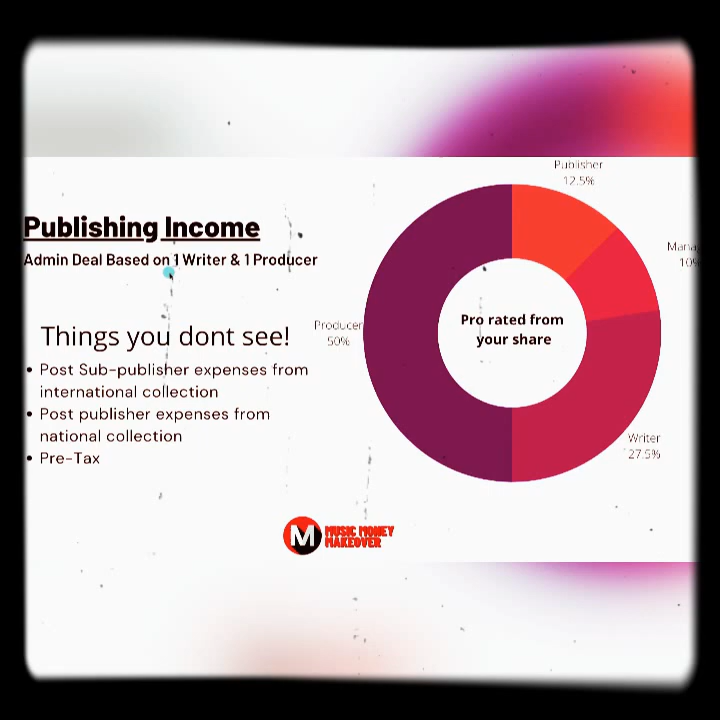 Publisher
12.5%
Publishing Income
Admin Deal Based on 1 Writer & 1 Producer
10%
Things you dont see!
Producer
50%
Pro rated from
your share
• Post Sub-publisher expenses from
international collection
• Post publisher expenses from
national collection
• Pre-Tax
Writer
27.5%
M MUSIC MONEY
MAKEOVER